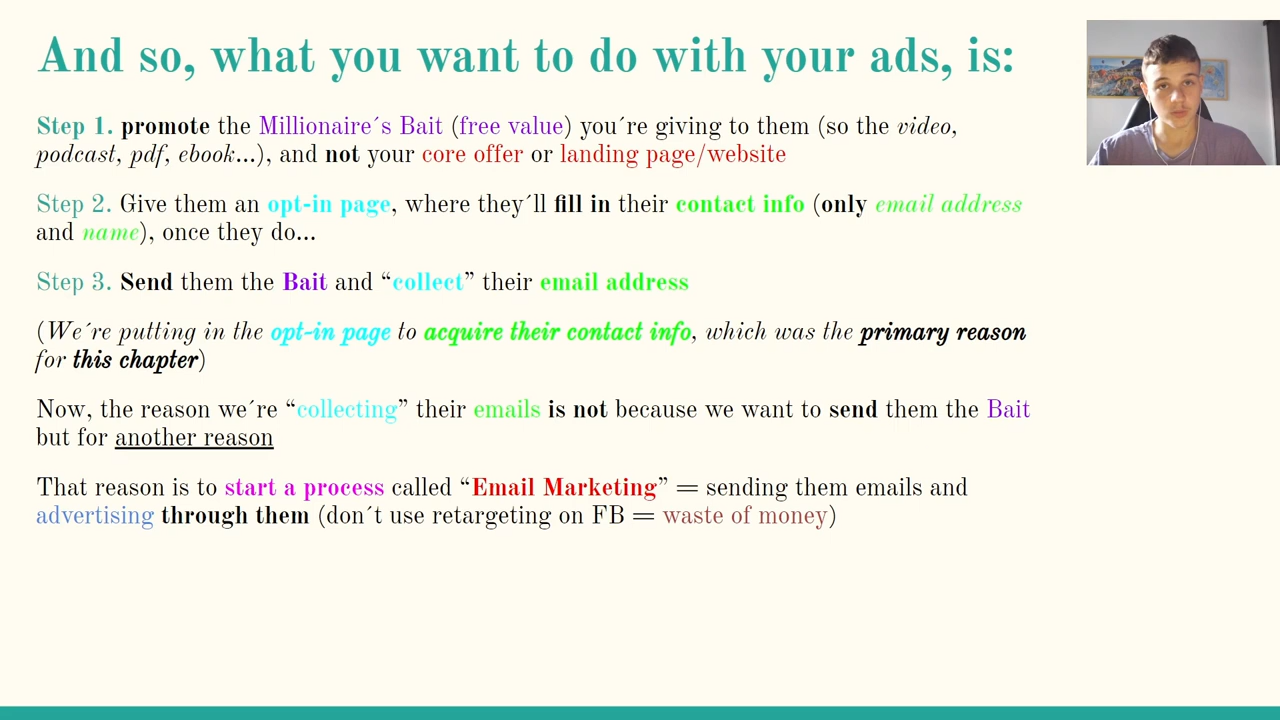 And so, what you want to do with your ads, is:
Step 1. promote the Millionaire´s Bait (free value) you´re giving to them (so the video,
podcast, pdf, ebook...), and not your core offer or landing page/website
Step 2. Give them an opt-in page, where they´ll fill in their contact info (only email address
and name), once they do...
Step 3. Send them the Bait and “collect” their email address
(We´re putting in the opt-in page to acquire their contact info, which was the primary reason
for this chapter)
Now, the reason we´re “collecting” their emails is not because we want to send them the Bait
but for another reason
That reason is to start a process called “Email Marketing” = sending them emails and
advertising through them (don´t use retargeting on FB = waste of money)